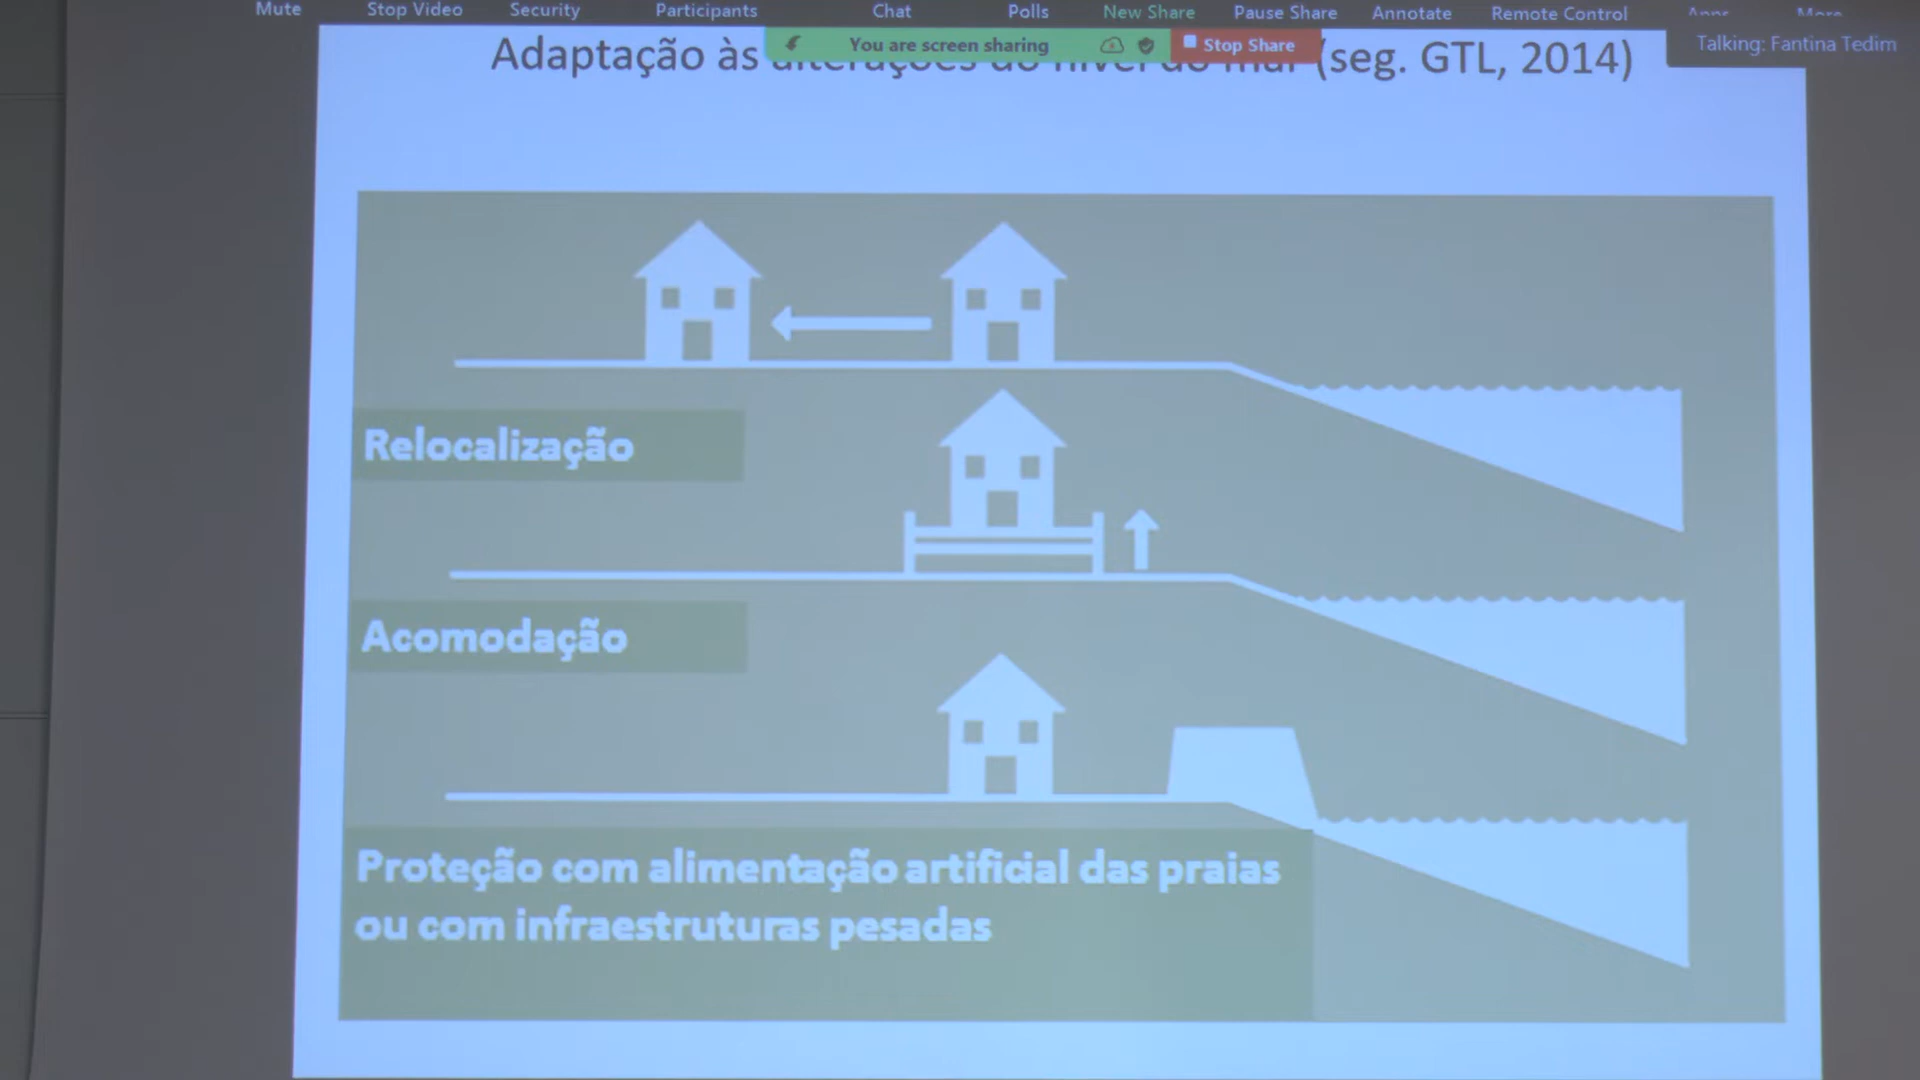 Mute Stop Video Security Participants Chat Polls New Share Pause Share Annotate Remote Control
You are screen sharing Stop Share
Talking: Fantina Tedim
Adaptação às alterações do nível do mar (seg. GTL, 2014)
Relocalização
Acomodação
Proteção com alimentação artificial das praias
ou com infraestruturas pesadas